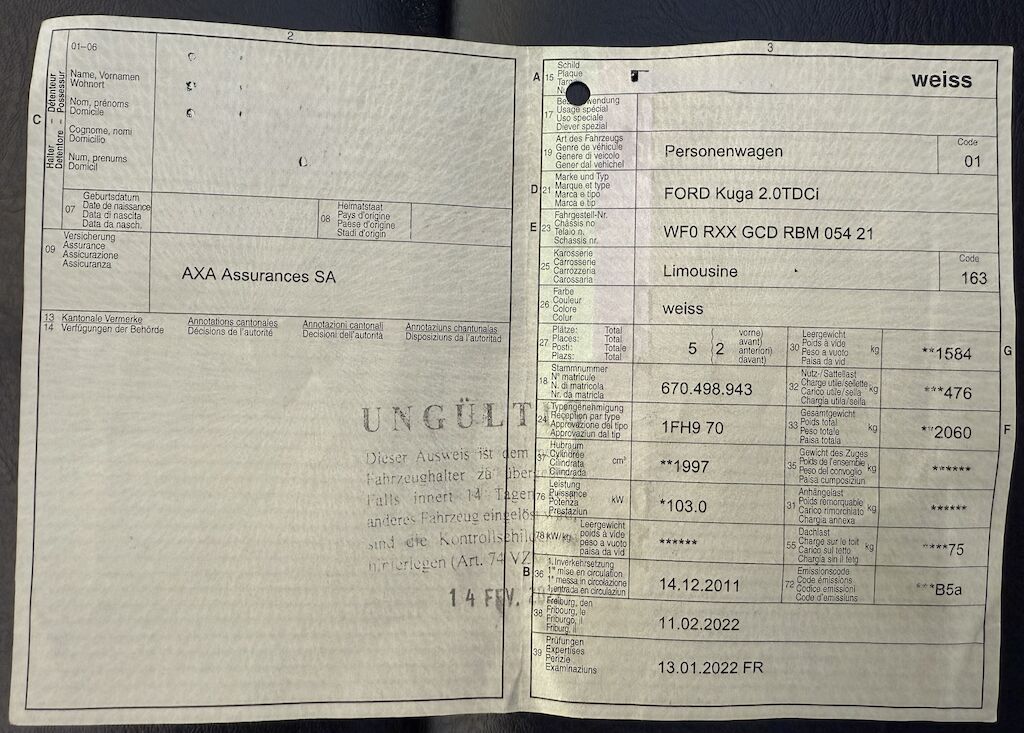 2
01–06
Name, Vornamen
Wohnort
Nom, prénoms
Domicile
Cognome, nomi
Domicilio
Num, prenums
Domicil
C
Halter – Détenteur
Detentore – Possessur
07
Geburtsdatum
Date de naissance
Data di nascita
Data da nasch.
08
Heimatstaat
Pays d'origine
Paese d'origine
Stadi d'origin
09
Versicherung
Assurance
Assicurazione
Assicuranza
AXA Assurances SA
13 Kantonale Vermerke
14 Verfügungen der Behörde
Annotations cantonales
Décisions de l'autorité
Annotazioni cantonali
Decisioni dell'autorità
Annotaziuns chantunalas
Disposiziuns da l'autoritad
UNGÜLT
Dieser Ausweis ist dem
Fahrzeughalter zu
Falls innert 14 Tagen
anderes Fahrzeug
sind die Kontrollschild
hinterlegen (Art. 74 VZ
14 FEV.
3
A 15
Schild
Plaque
weiss
17
Usage spécial
Uso speciale
Diever spezial
19
Art des Fahrzeugs
Genre de véhicule
Genere di veicolo
Gener dal vehichel
Personenwagen
Code
01
D 21
Marke und Typ
Marque et type
Marca e tipo
Marca e tip
FORD Kuga 2.0TDCi
E 23
Fahrgestell-Nr.
Châssis no
Telaio n.
Schassis nr.
WF0 RXX GCD RBM 054 21
25
Karosserie
Carrosserie
Carrozzeria
Carossaria
Limousine
Code
163
26
Farbe
Couleur
Colore
Colur
weiss
27
Plätze: Total
Places: Total
Posti: Totale
Plazs: Total
5 ( 2
vorne)
avant)
anteriori)
davant)
30
Leergewicht
Poids à vide
Peso a vuoto
Paisa da vid
kg
**1584
G
18
Stammnummer
N° matricule
N. di matricola
Nr. da matricla
670.498.943
32
Nutz-/Sattellast
Charge utile/sellette
Carico utile/sella
Chargia utila/sella
kg
***476
24
Typengenehmigung
Réception par type
Approvazione del tipo
Approvaziun dal tip
1FH9 70
33
Gesamtgewicht
Poids total
Peso totale
Paisa totala
kg
**2060
F
37
Hubraum
Cylindrée
Cilindrata
Cilindrada
cm³
**1997
35
Gewicht des Zuges
Poids de l'ensemble
Peso del convoglio
Paisa cumposiziun
kg
******
76
Leistung
Puissance
Potenza
Prestaziun
kW
*103.0
31
Anhängelast
Poids remorquable
Carico rimorchiato
Chargia annexa
kg
******
78 kW/kg
Leergewicht
poids à vide
peso a vuoto
paisa da vid
******
55
Dachlast
Charge sur le toit
Carico sul tetto
Chargia sin il tetg
kg
****75
B 36
1. Inverkehrsetzung
1re mise en circulation
1a messa in circolazione
1. entrada en circulaziun
14.12.2011
72
Emissionscode
Code émissions
Codice emissioni
Code d'emissiuns
***B5a
38
Freiburg, den
Fribourg, le
Friburgo, il
Friburg, il
11.02.2022
39
Prüfungen
Expertises
Perizie
Examinaziuns
13.01.2022 FR